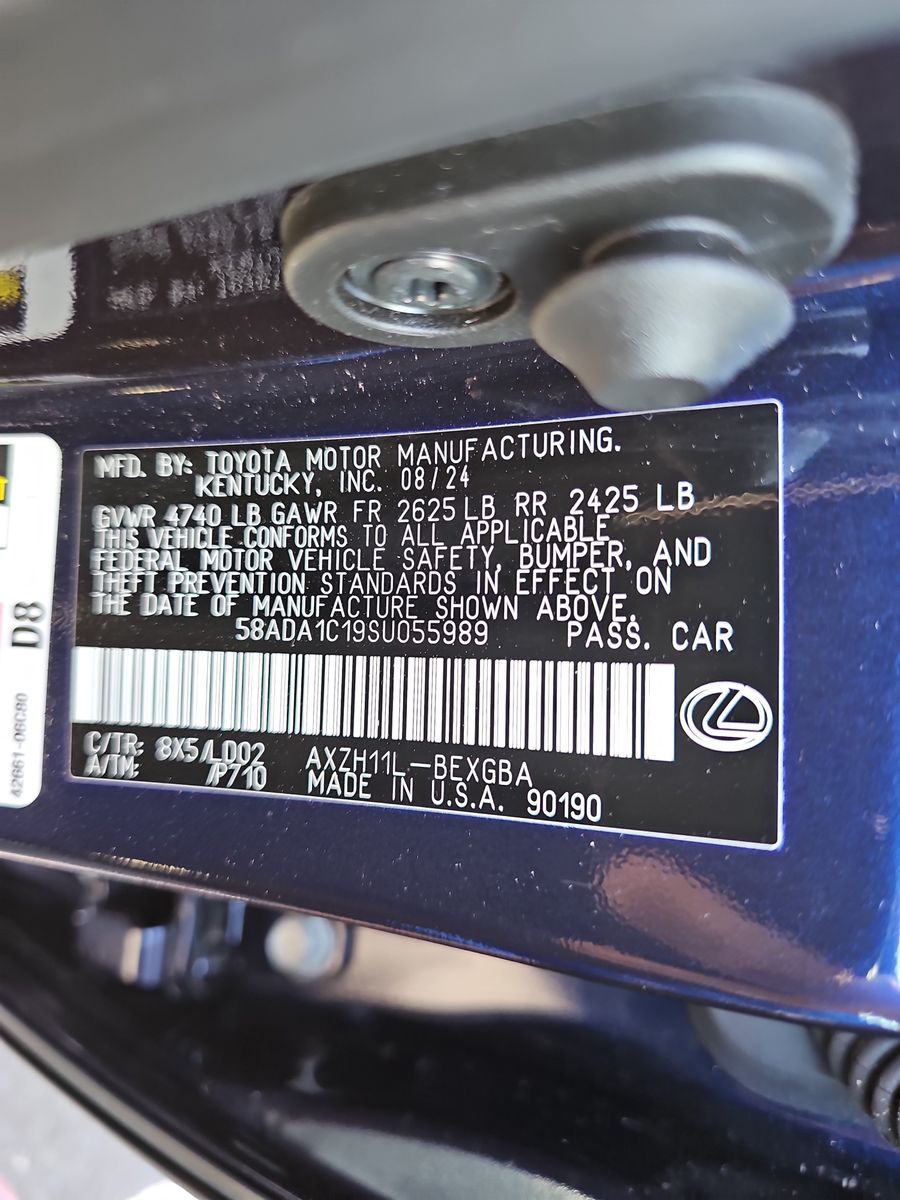 MFD. BY: TOYOTA MOTOR MANUFACTURING.
KENTUCKY, INC. 08/24
GVWR 4740 LB GAWR FR 2625 LB RR 2425 LB
THIS VEHICLE CONFORMS TO ALL APPLICABLE
FEDERAL MOTOR VEHICLE SAFETY, BUMPER, AND
THEFT PREVENTION STANDARDS IN EFFECT ON
THE DATE OF MANUFACTURE SHOWN ABOVE.
58ADA1C19SU055989 PASS. CAR
C/TR: 8X5/LD02 AXZH11L-BEXGBA
A/TM: /P710 MADE IN U.S.A. 90190
D8
42661-06C80